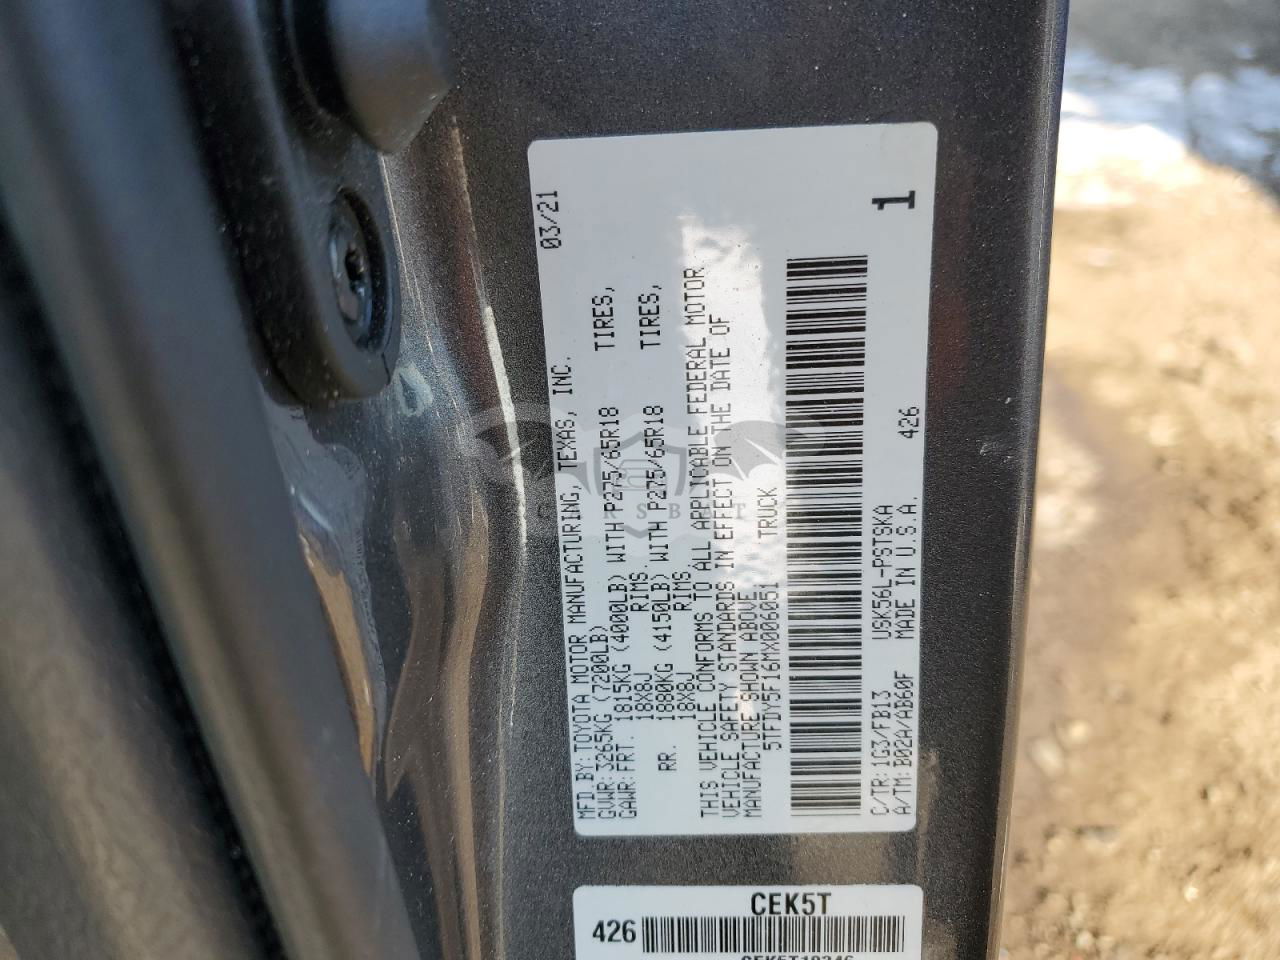 MFD.BY:TOYOTA MOTOR MANUFACTURING, TEXAS, INC. 03/21
GVWR:3265KG (7200LB)
GAWR:FRT. 1815KG (4000LB) WITH P275/65R18 TIRES,
18X8J RIMS
RR. 1880KG (4150LB) WITH P275/65R18 TIRES,
18X8J RIMS,
THIS VEHICLE CONFORMS TO ALL APPLICABLE FEDERAL MOTOR
VEHICLE SAFETY STANDARDS IN EFFECT ON THE DATE OF
MANUFACTURE SHOWN ABOVE.
5TFDY5F16MX006051 TRUCK
C/TR:1G3/FB13 USK56L-PSTSKA
A/TM:B02A/AB60F MADE IN U.S.A. 426
1
CEK5T
426